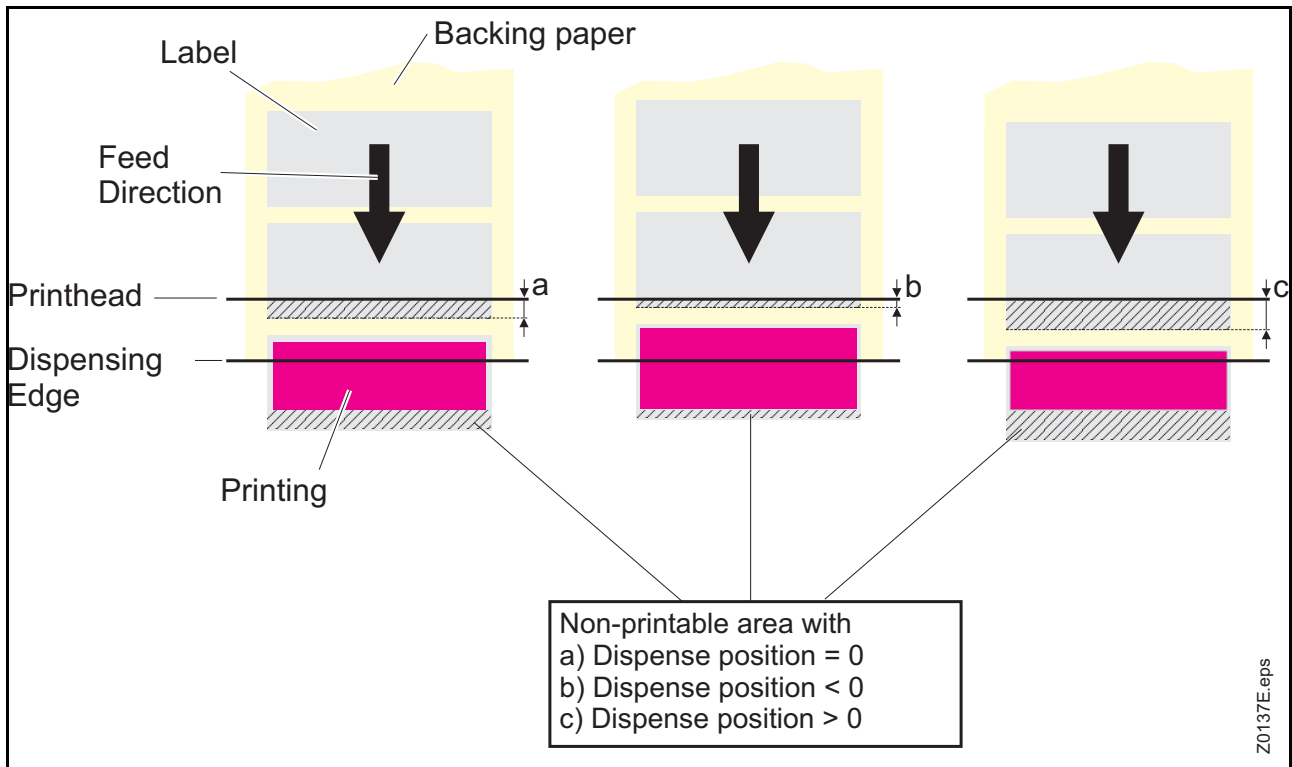 Backing paper
Label
Feed
Direction
a
b
c
Printhead
Dispensing
Edge
Printing
Non-printable area with
a) Dispense position = 0
b) Dispense position < 0
c) Dispense position > 0
Z0137E.eps